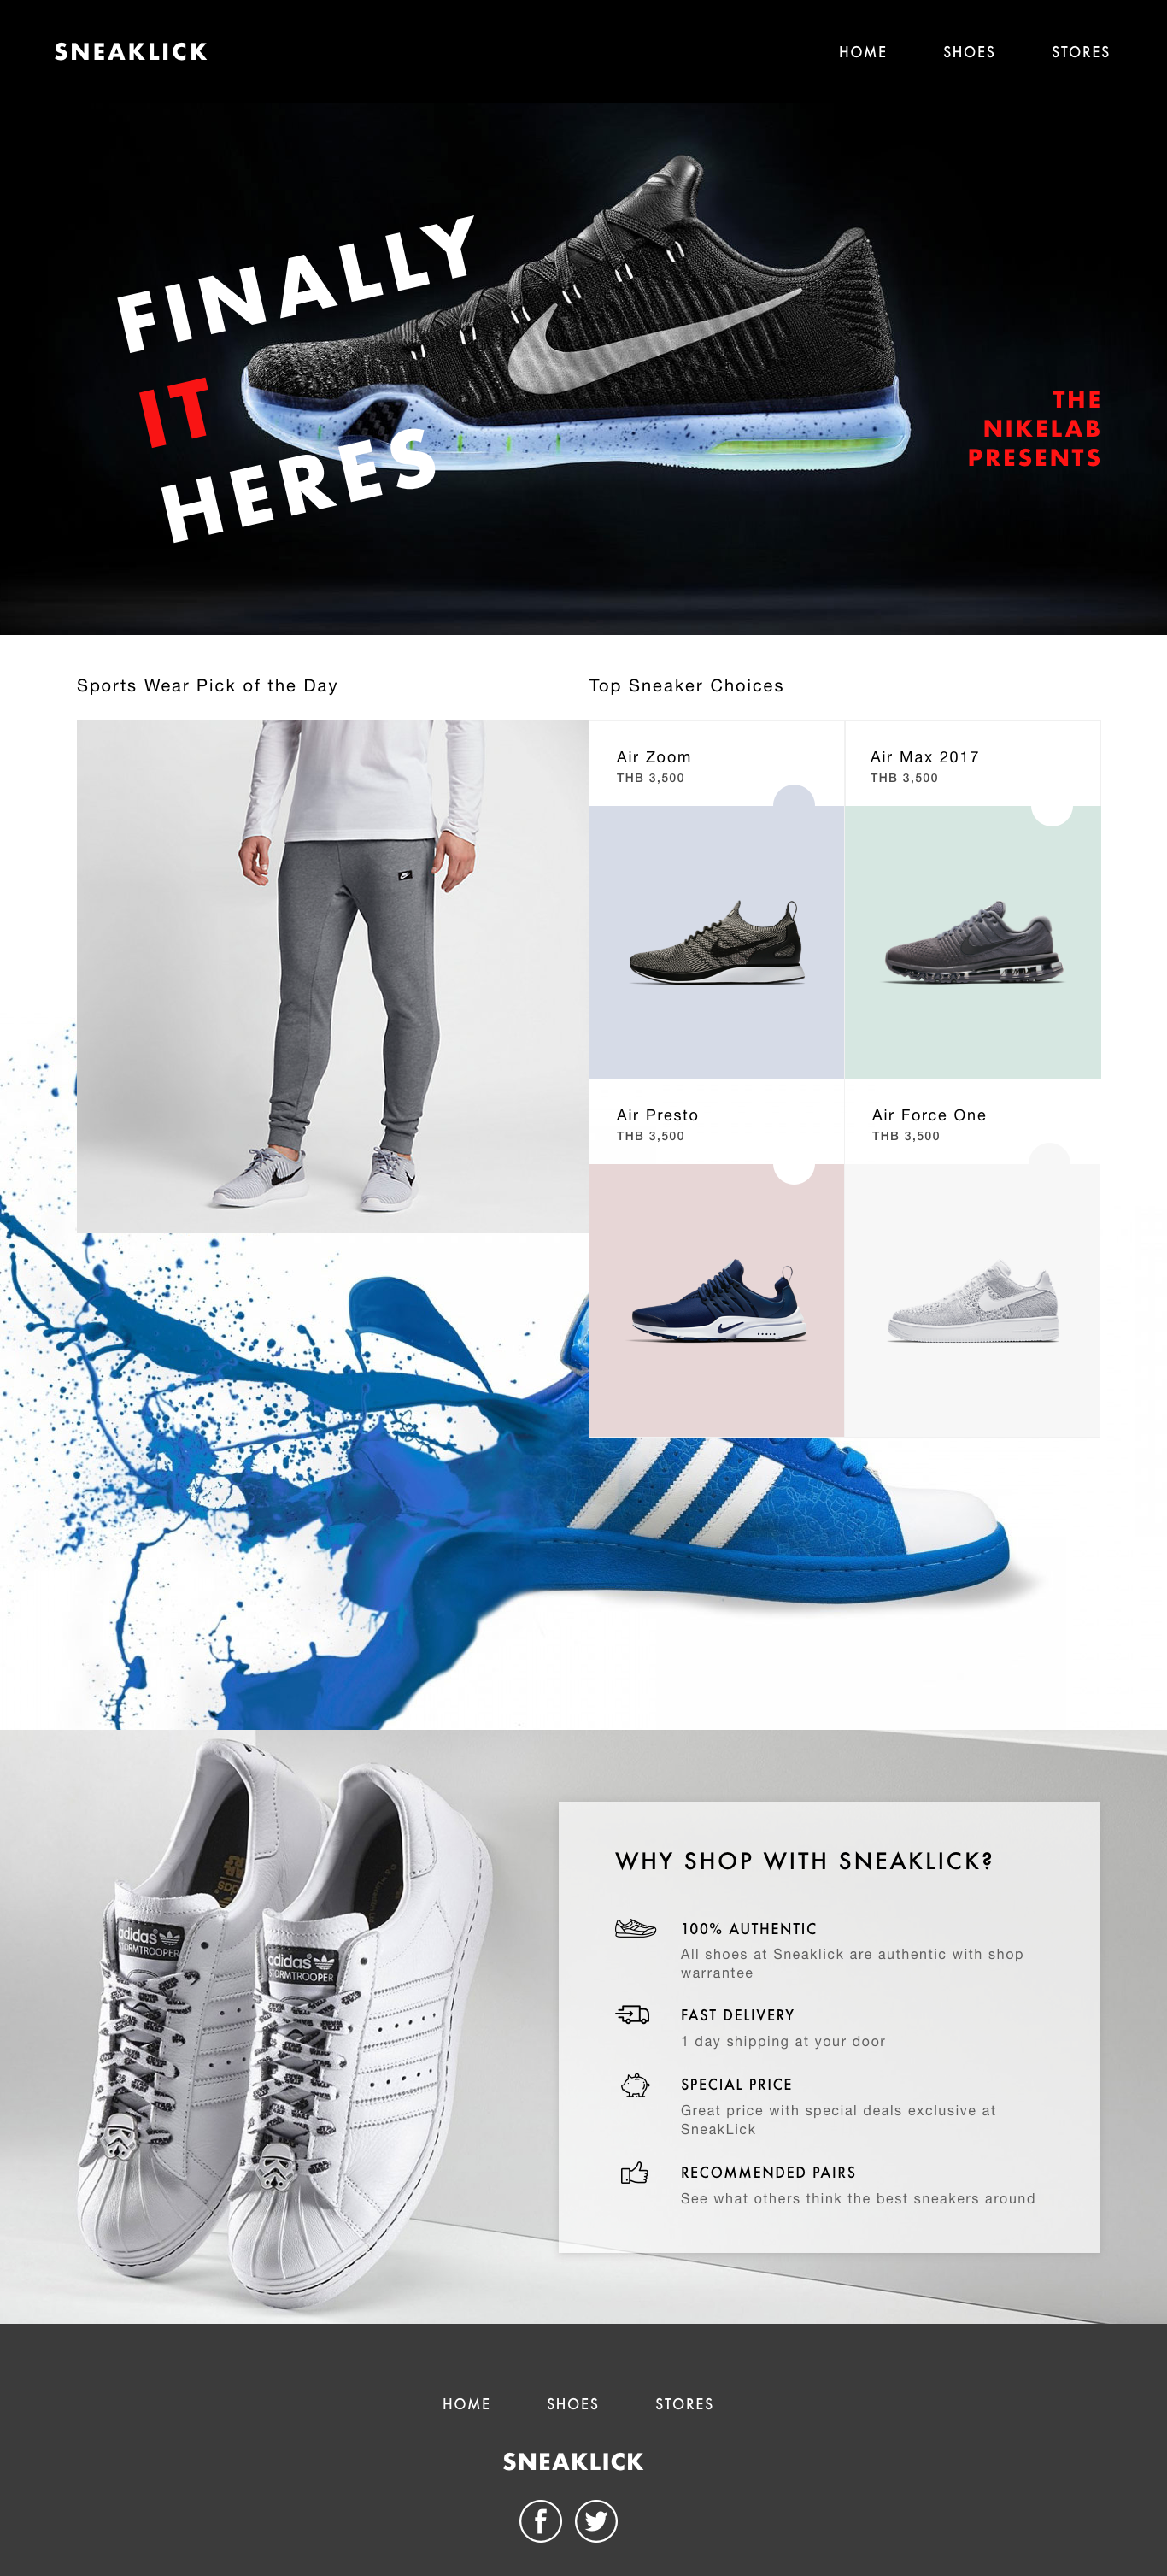 SNEAKLICK
HOME SHOES STORES
FINALLY
IT
HERES
THE
NIKELAB
PRESENTS
Sports Wear Pick of the Day
Top Sneaker Choices
Air Zoom
THB 3,500
Air Max 2017
THB 3,500
Air Presto
THB 3,500
Air Force One
THB 3,500
adidas
STORMTROOPER
adidas
STORMTROOPER
WHY SHOP WITH SNEAKLICK?
100% AUTHENTIC
All shoes at Sneaklick are authentic with shop
warrantee
FAST DELIVERY
1 day shipping at your door
SPECIAL PRICE
Great price with special deals exclusive at
SneakLick
RECOMMENDED PAIRS
See what others think the best sneakers around
HOME SHOES STORES
SNEAKLICK